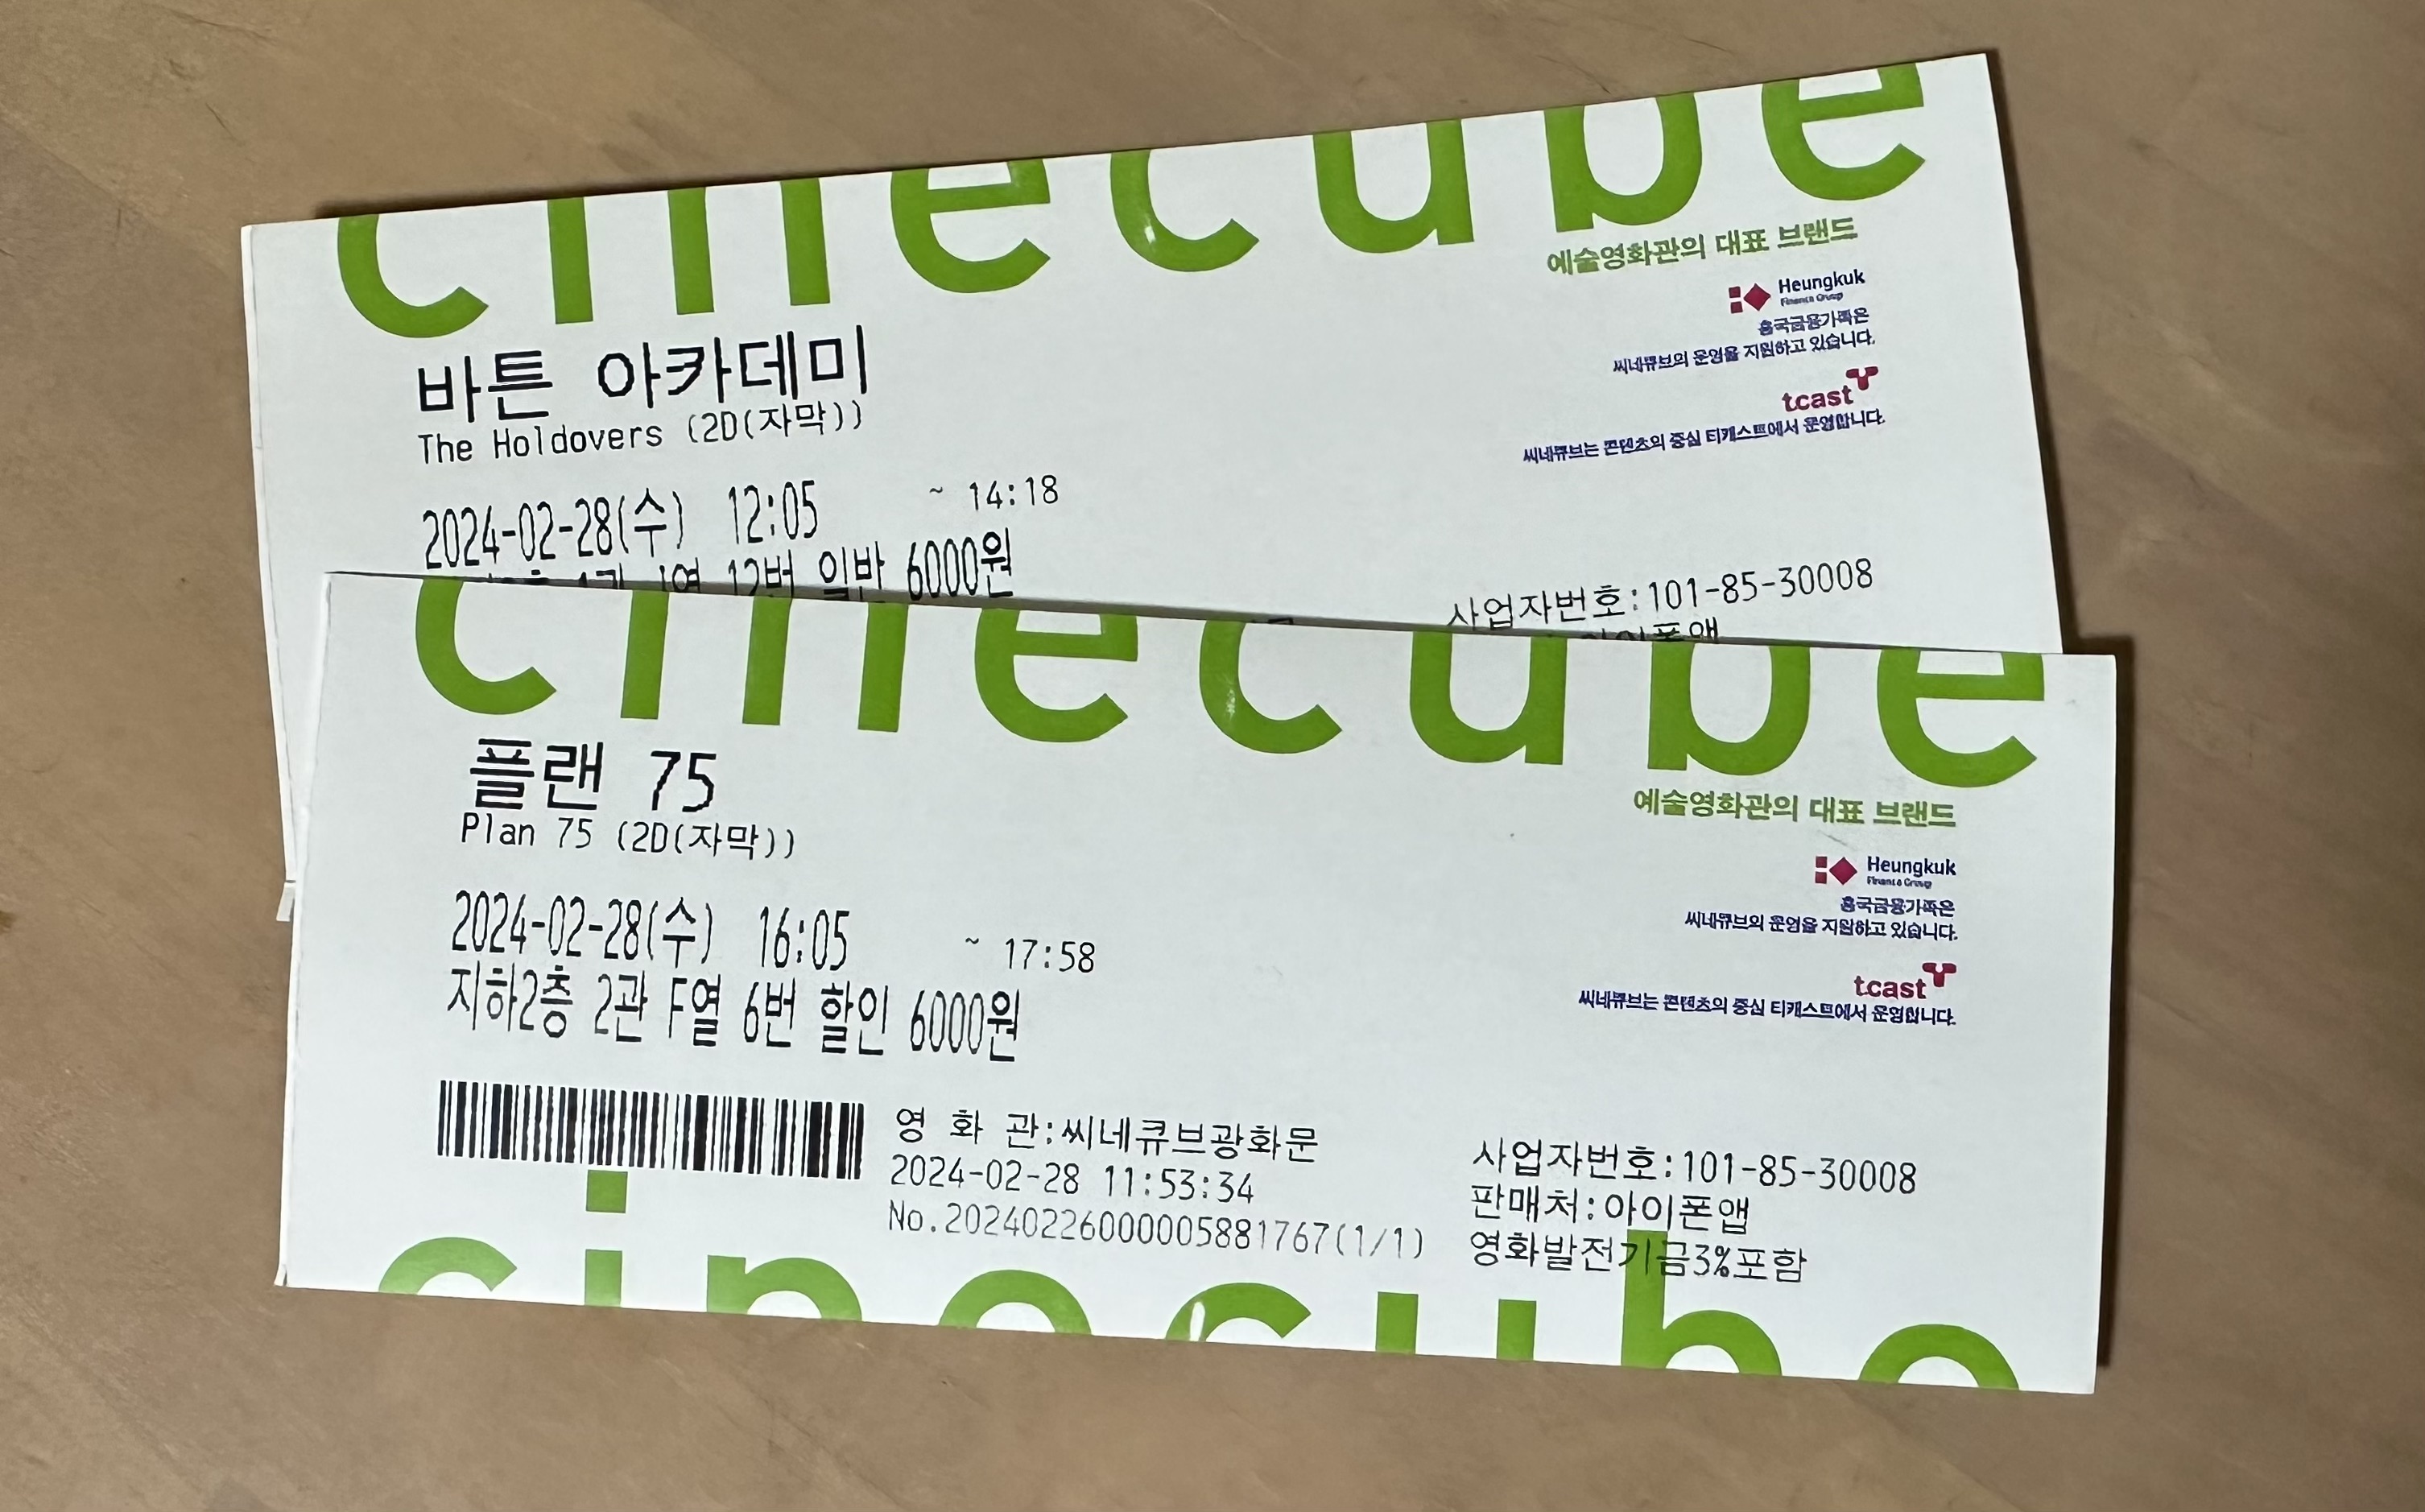 cinecube
예술영화관의 대표 브랜드
Heungkuk
Finance Group
흥국금융가족은
씨네큐브의 운영을 지원하고 있습니다.
tcast
씨네큐브는 콘텐츠의 중심 티캐스트에서 운영합니다.
바튼 아카데미
The Holdovers (2D(자막))
2024-02-28(수) 12:05 ~ 14:18
12번 일반 6000원
사업자번호:101-85-30008
아이폰앱
cinecube
예술영화관의 대표 브랜드
Heungkuk
Finance Group
흥국금융가족은
씨네큐브의 운영을 지원하고 있습니다.
tcast
씨네큐브는 콘텐츠의 중심 티캐스트에서 운영합니다.
플랜 75
Plan 75 (2D(자막))
2024-02-28(수) 16:05 ~ 17:58
지하2층 2관 F열 6번 할인 6000원
영 화 관:씨네큐브광화문
2024-02-28 11:53:34
No.20240226000005881767(1/1)
사업자번호:101-85-30008
판매처:아이폰앱
영화발전기금3%포함
cinecube